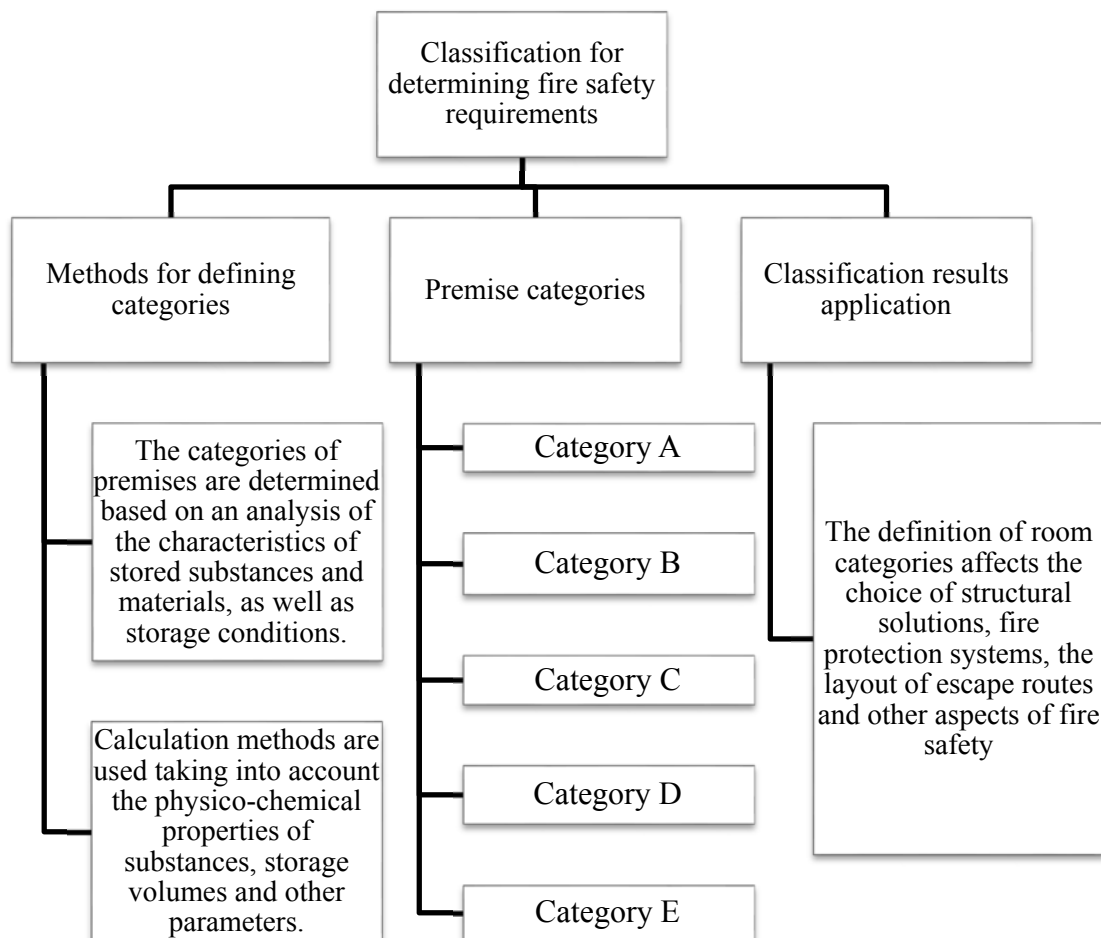 Classification for
determining fire safety
requirements
Methods for defining
categories
Premise categories
Classification results
application
The categories of
premises are determined
based on an analysis of
the characteristics of
stored substances and
materials, as well as
storage conditions.
Calculation methods are
used taking into account
the physico-chemical
properties of
substances, storage
volumes and other
parameters.
Category A
Category B
Category C
Category D
Category E
The definition of room
categories affects the
choice of structural
solutions, fire
protection systems, the
layout of escape routes
and other aspects of fire
safety